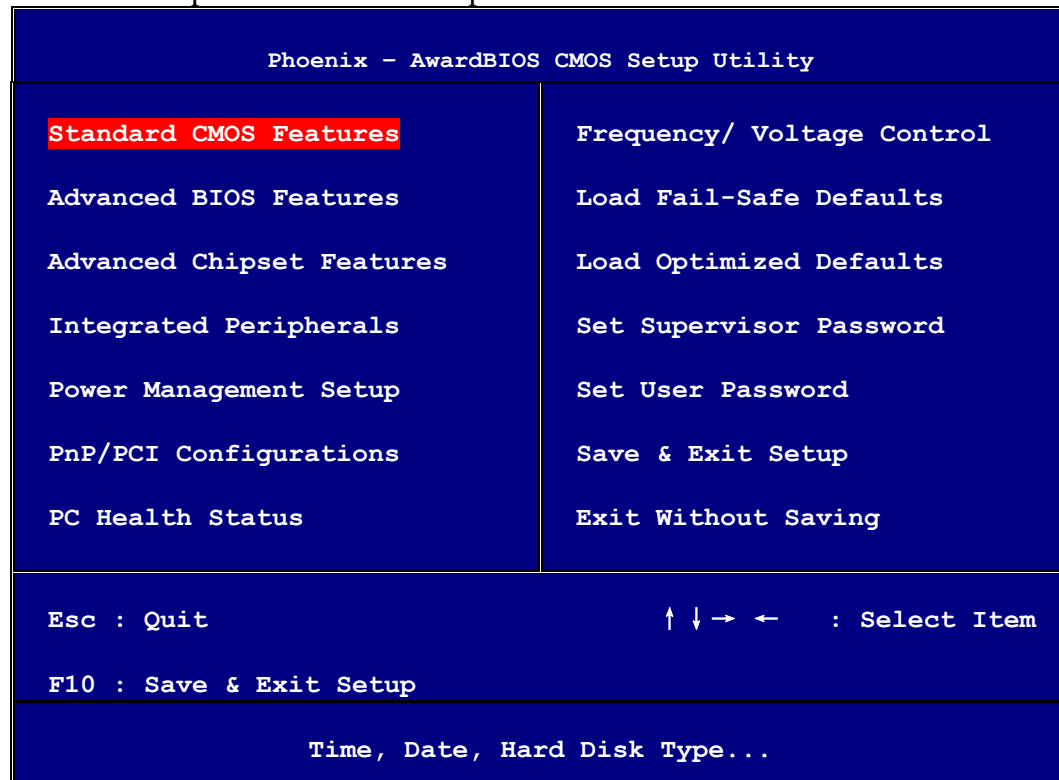 Phoenix – AwardBIOS CMOS Setup Utility
Standard CMOS Features
Advanced BIOS Features
Advanced Chipset Features
Integrated Peripherals
Power Management Setup
PnP/PCI Configurations
PC Health Status
Frequency/ Voltage Control
Load Fail-Safe Defaults
Load Optimized Defaults
Set Supervisor Password
Set User Password
Save & Exit Setup
Exit Without Saving
Esc : Quit
↑ ↓ → ← : Select Item
F10 : Save & Exit Setup
Time, Date, Hard Disk Type...